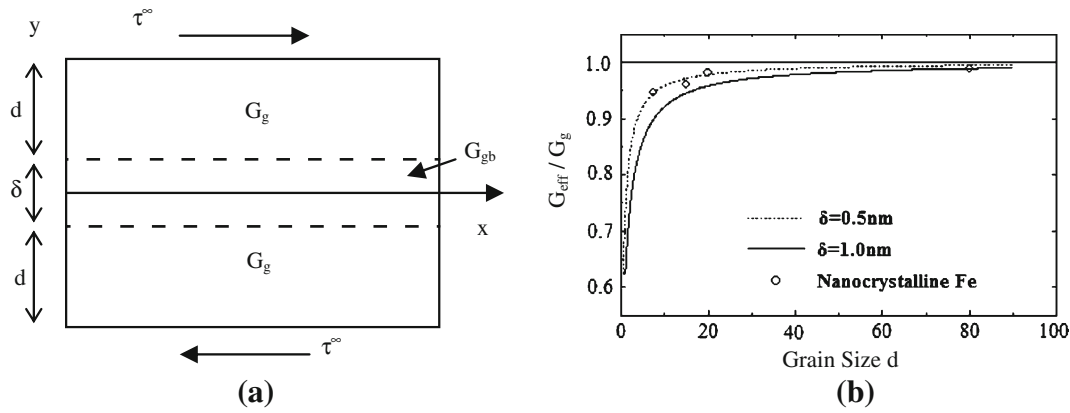 y
τ∞
d
G_g
G_gb
δ
x
d
G_g
τ∞
(a)
G_eff / G_g
1.0
0.9
0.8
0.7
0.6
δ=0.5nm
δ=1.0nm
Nanocrystalline Fe
0 20 40 60 80 100
Grain Size d
(b)